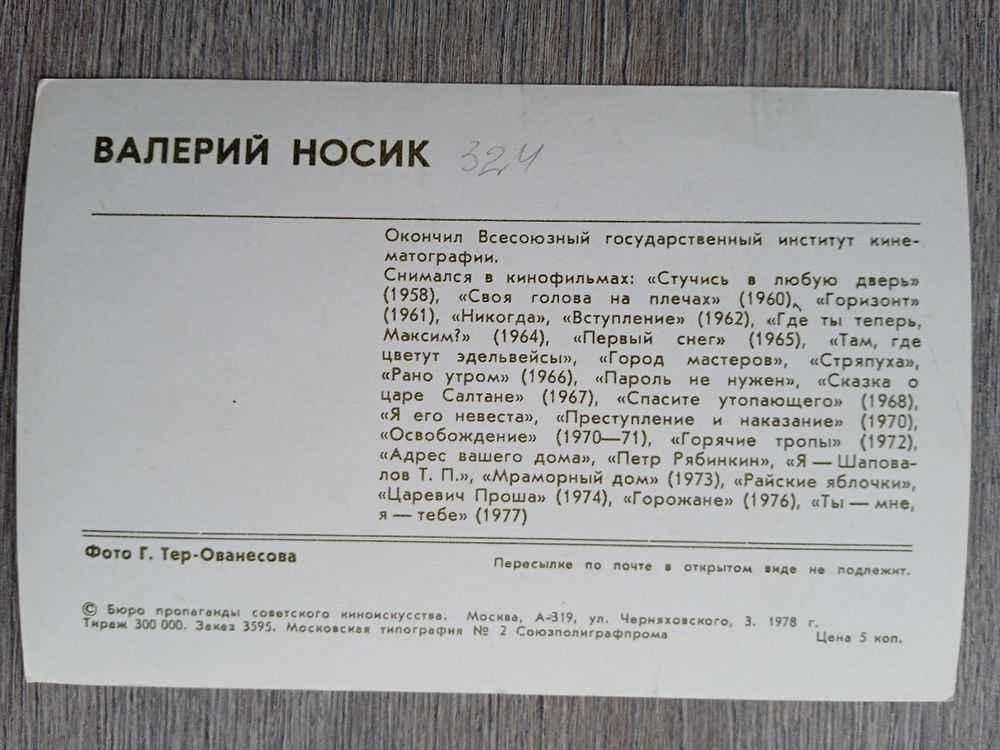 ВАЛЕРИЙ НОСИК 324
Окончил Всесоюзный государственный институт кине-
матографии.
Снимался в кинофильмах: «Стучись в любую дверь»
(1958), «Своя голова на плечах» (1960), «Горизонт»
(1961), «Никогда», «Вступление» (1962), «Где ты теперь,
Максим?» (1964), «Первый снег» (1965), «Там, где
цветут эдельвейсы», «Город мастеров», «Стряпуха»,
«Рано утром» (1966), «Пароль не нужен», «Сказка о
царе Салтане» (1967), «Спасите утопающего» (1968),
«Я его невеста», «Преступление и наказание» (1970),
«Освобождение» (1970—71), «Горячие тропы» (1972),
«Адрес вашего дома», «Петр Рябинкин», «Я — Шапова-
лов Т. П.», «Мраморный дом» (1973), «Райские яблочки»,
«Царевич Проша» (1974), «Горожане» (1976), «Ты — мне,
я — тебе» (1977)
Фото Г. Тер-Ованесова
Пересылке по почте в открытом виде не подлежит.
© Бюро пропаганды советского киноискусства. Москва, А-319, ул. Черняховского, 3. 1978 г.
Тираж 300 000. Заказ 3595. Московская типография № 2 Союзполиграфпрома
Цена 5 коп.